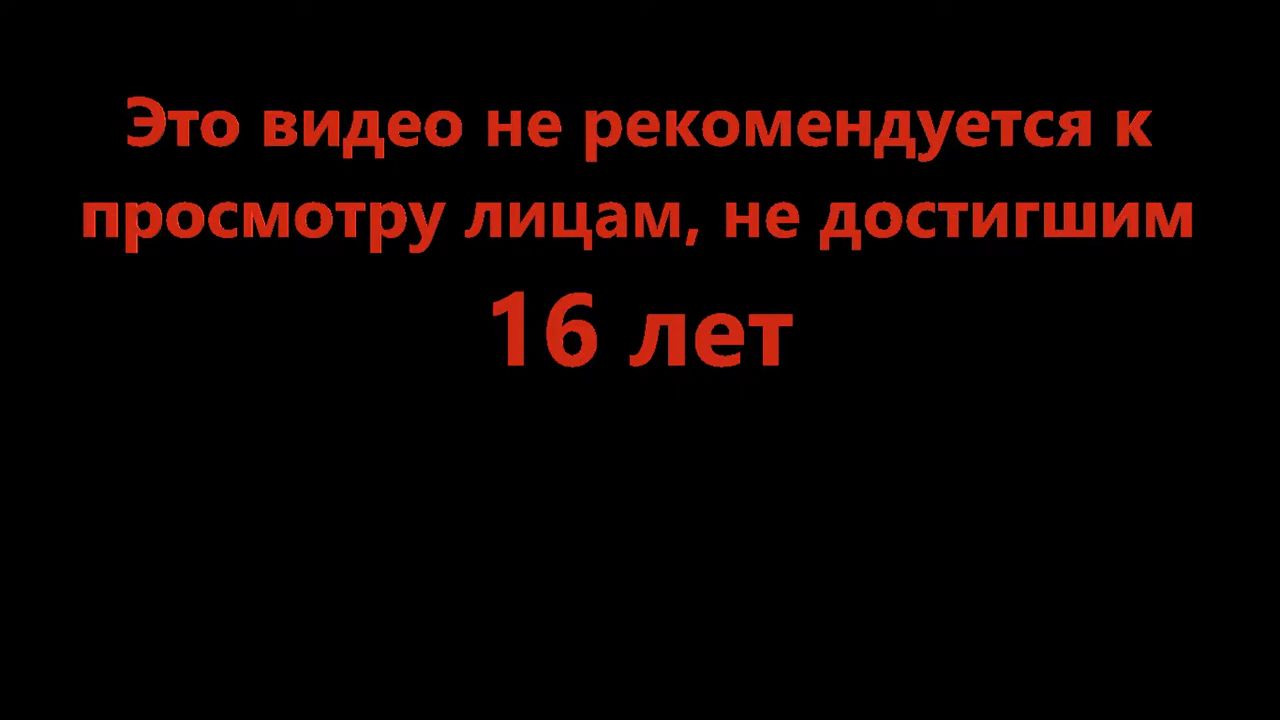 Это видео не рекомендуется к
просмотру лицам, не достигшим
16 лет